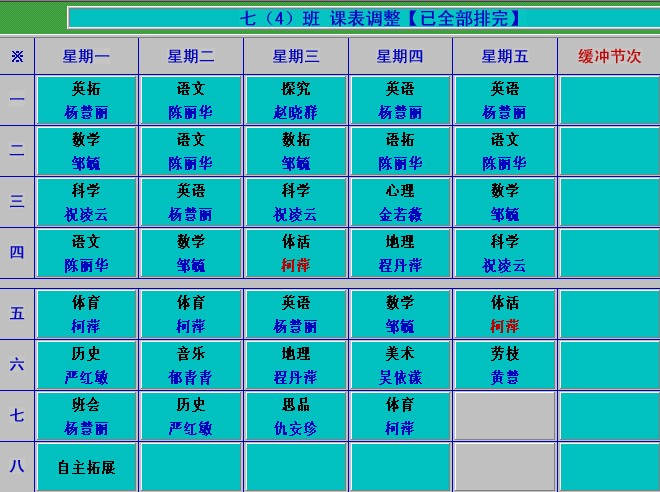 七（4）班 课表调整【已全部排完】
※ 星期一 星期二 星期三 星期四 星期五 缓冲节次
一 英拓 语文 探究 英语 英语
杨慧丽 陈丽华 赵晓群 杨慧丽 杨慧丽
二 数学 语文 数拓 语拓 语文
邹毓 陈丽华 邹毓 陈丽华 陈丽华
三 科学 英语 科学 心理 数学
祝凌云 杨慧丽 祝凌云 金若薇 邹毓
四 语文 数学 体活 地理 科学
陈丽华 邹毓 柯萍 程丹萍 祝凌云
五 体育 体育 英语 数学 体活
柯萍 柯萍 杨慧丽 邹毓 柯萍
六 历史 音乐 地理 美术 劳技
严红敏 郁青青 程丹萍 吴依漾 黄慧
七 班会 历史 思品 体育
杨慧丽 严红敏 仇安珍 柯萍
八 自主拓展